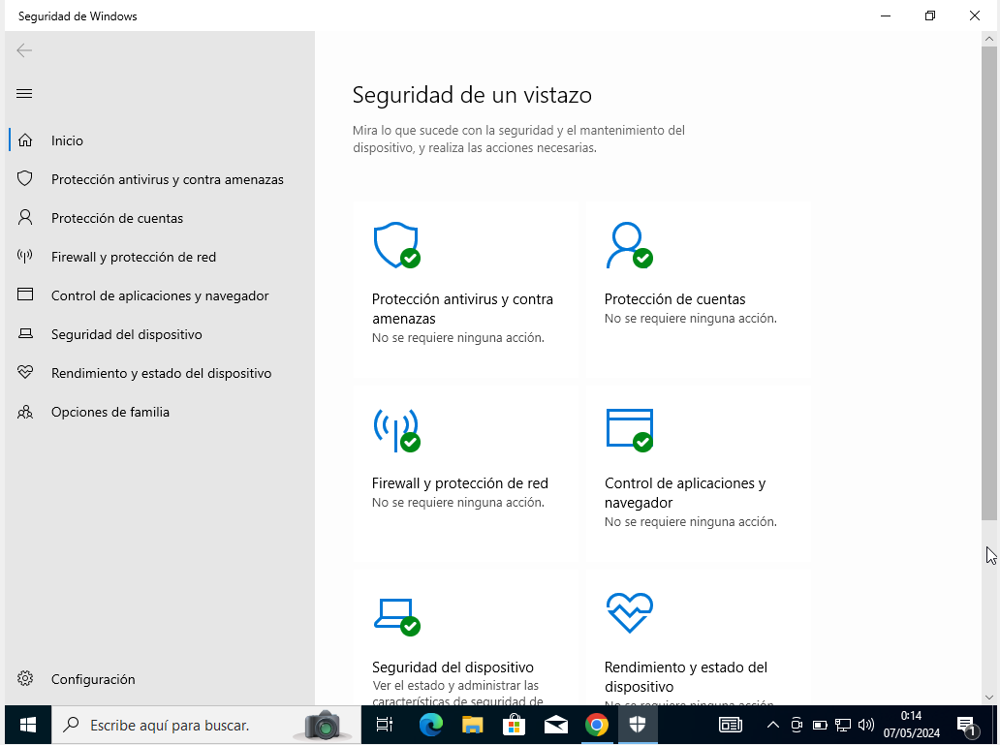 Seguridad de Windows
Inicio
Protección antivirus y contra amenazas
Protección de cuentas
Firewall y protección de red
Control de aplicaciones y navegador
Seguridad del dispositivo
Rendimiento y estado del dispositivo
Opciones de familia
Configuración
Seguridad de un vistazo
Mira lo que sucede con la seguridad y el mantenimiento del
dispositivo, y realiza las acciones necesarias.
Protección antivirus y contra
amenazas
No se requiere ninguna acción.
Protección de cuentas
No se requiere ninguna acción.
Firewall y protección de red
No se requiere ninguna acción.
Control de aplicaciones y
navegador
No se requiere ninguna acción.
Seguridad del dispositivo
Ver el estado y administrar las
características de seguridad de
Rendimiento y estado del
dispositivo
No se requiere ninguna acción.
Escribe aquí para buscar.
0:14
07/05/2024
1